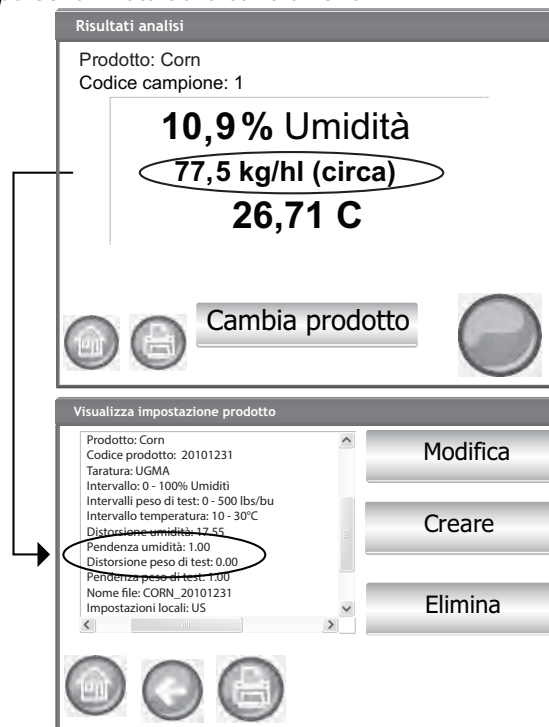 Risultati analisi
Prodotto: Corn
Codice campione: 1
10,9% Umidità
77,5 kg/hl (circa)
26,71 C
Cambia prodotto
Visualizza impostazione prodotto
Prodotto: Corn
Codice prodotto: 20101231
Taratura: UGMA
Intervallo: 0 - 100% Umiditì
Intervalli peso di test: 0 - 500 lbs/bu
Intervallo temperatura: 10 - 30°C
Distorsione umidità: 17.55
Pendenza umidità: 1.00
Distorsione peso di test: 0.00
Pendenza peso di test: 1.00
Nome file: CORN_20101231
Impostazioni locali: US
Modifica
Creare
Elimina